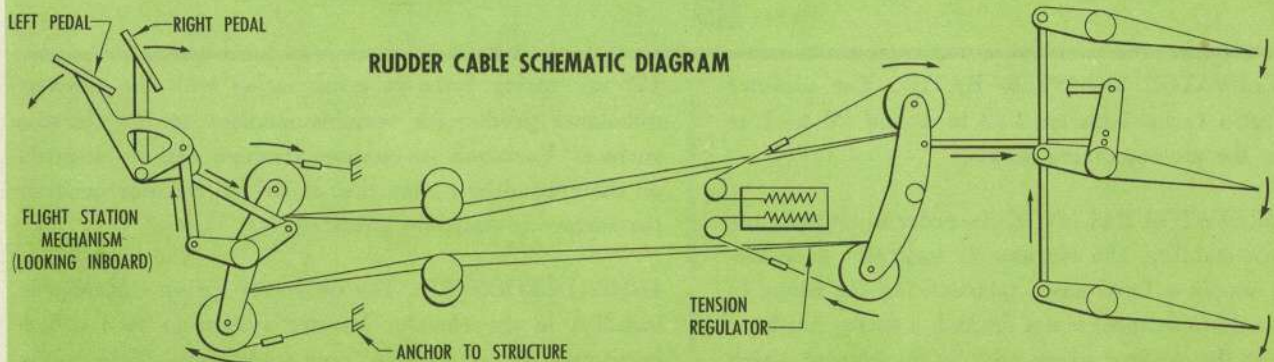 LEFT PEDAL
RIGHT PEDAL
RUDDER CABLE SCHEMATIC DIAGRAM
FLIGHT STATION
MECHANISM
(LOOKING INBOARD)
TENSION
REGULATOR
ANCHOR TO STRUCTURE